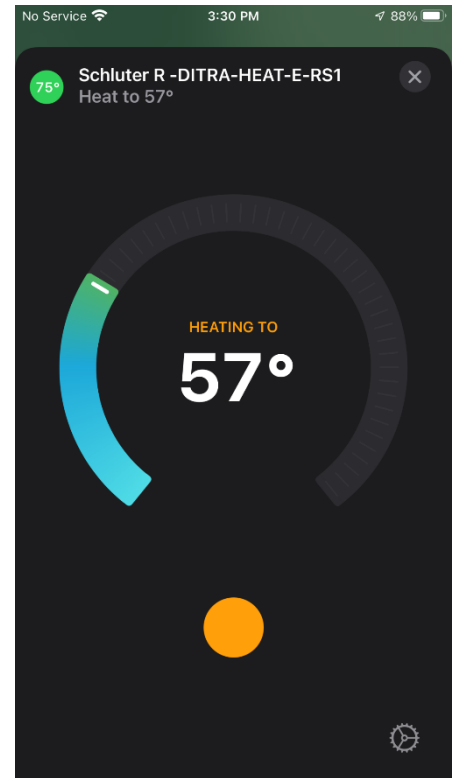 No Service 3:30 PM 88%
75°
Schluter R -DITRA-HEAT-E-RS1
Heat to 57°
HEATING TO
57°